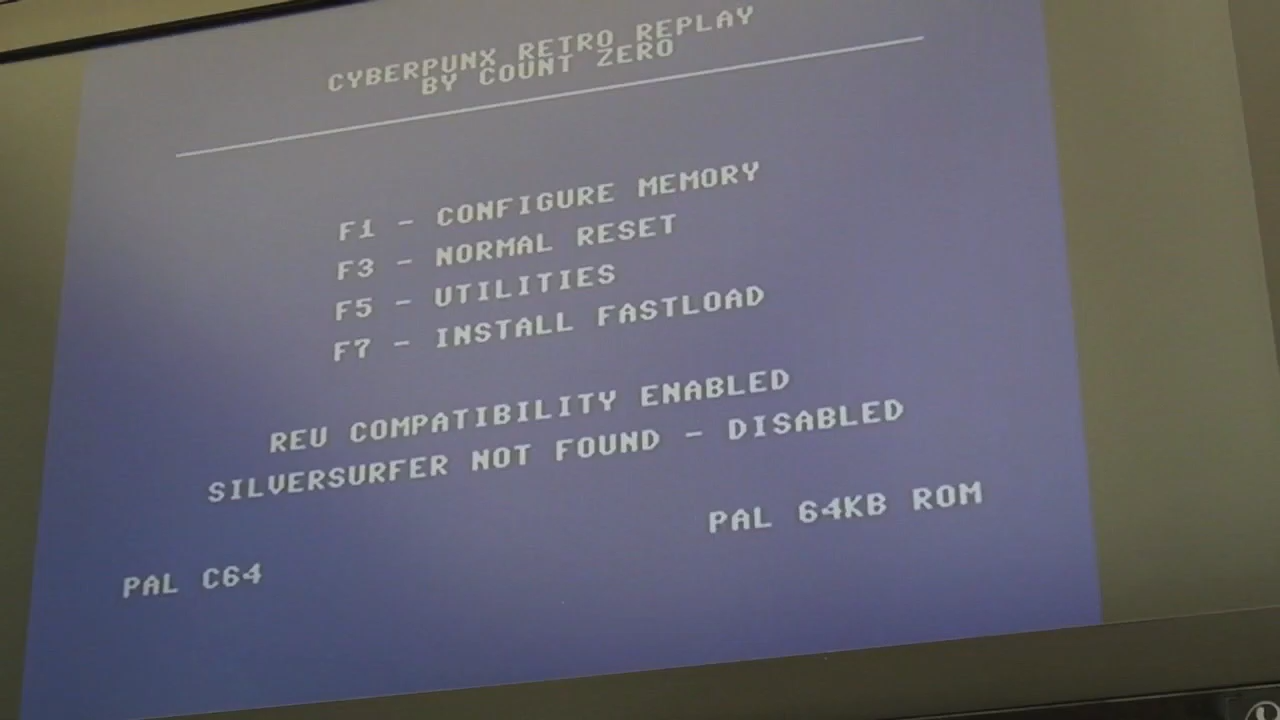 CYBERPUNX RETRO REPLAY
BY COUNT ZERO
F1 - CONFIGURE MEMORY
F3 - NORMAL RESET
F5 - UTILITIES
F7 - INSTALL FASTLOAD
REU COMPATIBILITY ENABLED
SILVERSURFER NOT FOUND - DISABLED
PAL 64KB ROM
PAL C64